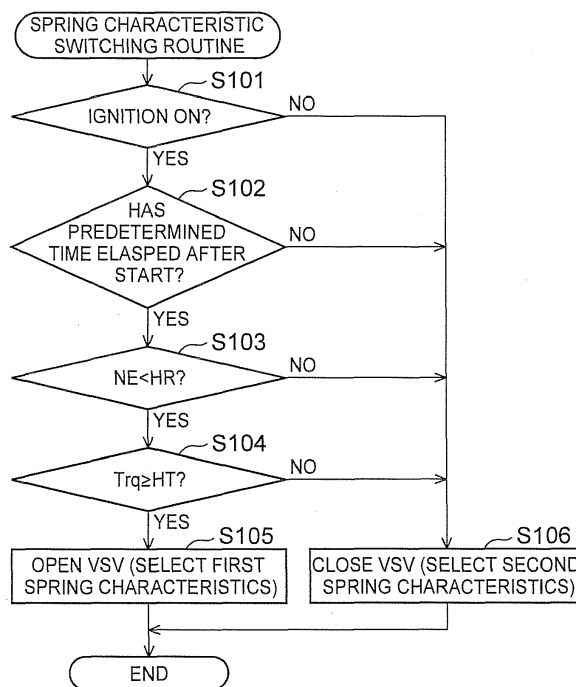 SPRING CHARACTERISTIC
SWITCHING ROUTINE
S101
IGNITION ON?
NO
YES
S102
HAS
PREDETERMINED
TIME ELASPED AFTER
START?
NO
YES
S103
NE<HR?
NO
YES
S104
Trq≥HT?
NO
YES
S105
OPEN VSV (SELECT FIRST
SPRING CHARACTERISTICS)
S106
CLOSE VSV (SELECT SECOND
SPRING CHARACTERISTICS)
END